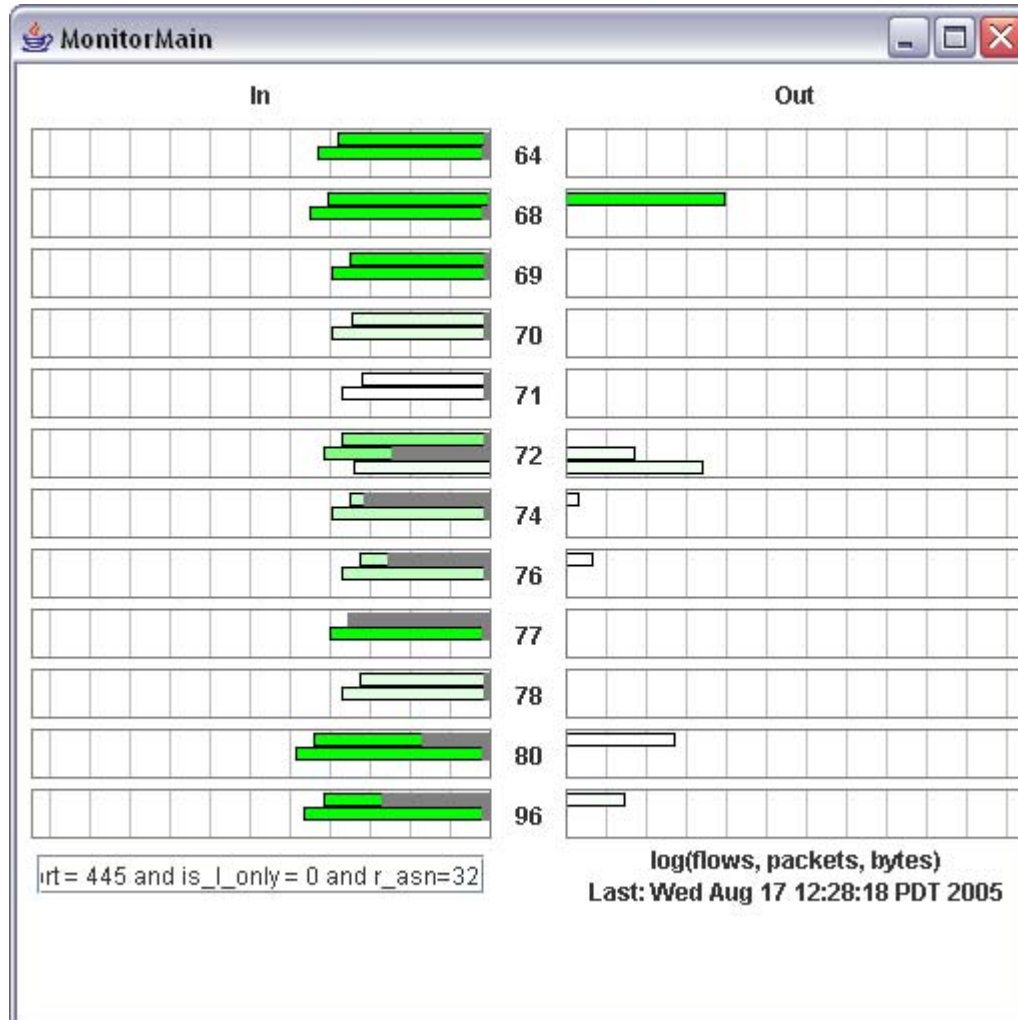 MonitorMain
In Out
64
68
69
70
71
72
74
76
77
78
80
96
rt = 445 and is_l_only = 0 and r_asn=32
log(flows, packets, bytes)
Last: Wed Aug 17 12:28:18 PDT 2005